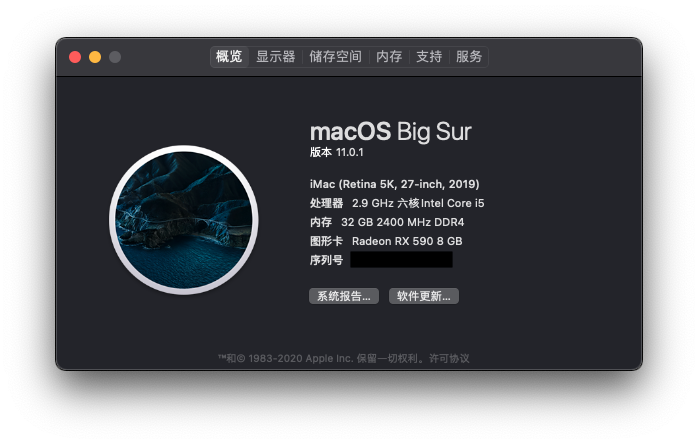 概览 显示器 储存空间 内存 支持 服务
macOS Big Sur
版本 11.0.1
iMac (Retina 5K, 27-inch, 2019)
处理器 2.9 GHz 六核Intel Core i5
内存 32 GB 2400 MHz DDR4
图形卡 Radeon RX 590 8 GB
序列号
系统报告... 软件更新...
™和© 1983-2020 Apple Inc. 保留一切权利。许可协议